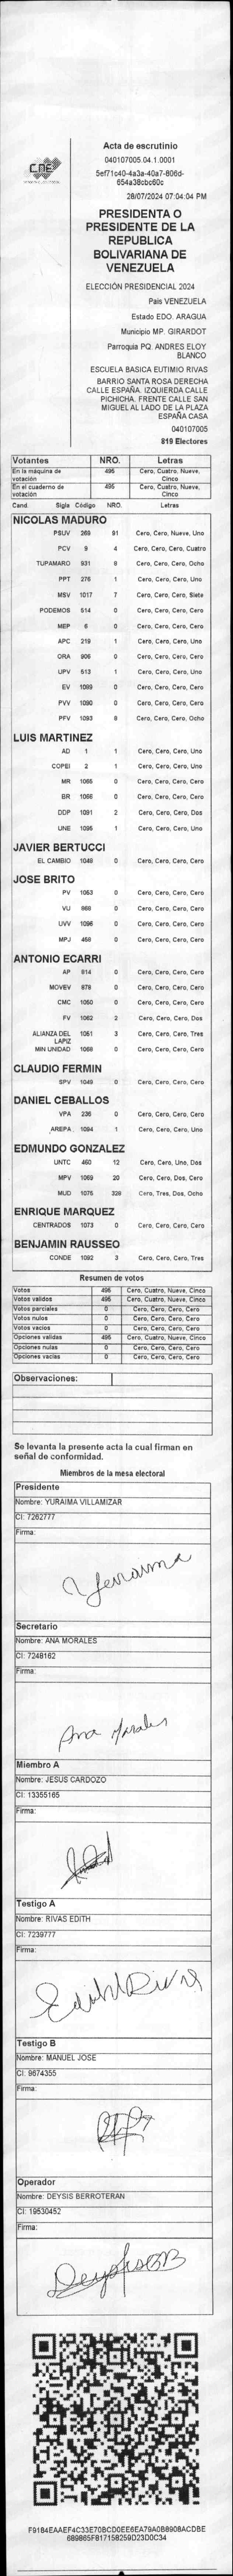 CNE
Acta de escrutinio
040107005.04.1.0001
5ef71c40-4a3a-40a7-806d-
654a38cbc60c
28/07/2024 07:04:04 PM
PRESIDENTA O
PRESIDENTE DE LA
REPUBLICA
BOLIVARIANA DE
VENEZUELA
ELECCIÓN PRESIDENCIAL 2024
Pais VENEZUELA
Estado EDO. ARAGUA
Municipio MP. GIRARDOT
Parroquia PQ. ANDRES ELOY
BLANCO
ESCUELA BASICA EUTIMIO RIVAS
BARRIO SANTA ROSA DERECHA
CALLE ESPAÑA. IZQUIERDA CALLE
PICHICHA. FRENTE CALLE SAN
MIGUEL AL LADO DE LA PLAZA
ESPAÑA CASA
040107005
819 Electores
Votantes NRO. Letras
En la máquina de votación 495 Cero, Cuatro, Nueve, Cinco
En el cuaderno de votación 495 Cero, Cuatro, Nueve, Cinco
Cand. Sigla Código NRO. Letras
NICOLAS MADURO
PSUV 269 91 Cero, Cero, Nueve, Uno
PCV 9 4 Cero, Cero, Cero, Cuatro
TUPAMARO 931 8 Cero, Cero, Cero, Ocho
PPT 276 1 Cero, Cero, Cero, Uno
MSV 1017 7 Cero, Cero, Cero, Siete
PODEMOS 514 0 Cero, Cero, Cero, Cero
MEP 6 0 Cero, Cero, Cero, Cero
APC 219 1 Cero, Cero, Cero, Uno
ORA 906 0 Cero, Cero, Cero, Cero
UPV 513 1 Cero, Cero, Cero, Uno
EV 1089 0 Cero, Cero, Cero, Cero
PVV 1090 0 Cero, Cero, Cero, Cero
PFV 1093 8 Cero, Cero, Cero, Ocho
LUIS MARTINEZ
AD 1 1 Cero, Cero, Cero, Uno
COPEI 2 1 Cero, Cero, Cero, Uno
MR 1065 0 Cero, Cero, Cero, Cero
BR 1066 0 Cero, Cero, Cero, Cero
DDP 1091 2 Cero, Cero, Cero, Dos
UNE 1095 1 Cero, Cero, Cero, Uno
JAVIER BERTUCCI
EL CAMBIO 1048 0 Cero, Cero, Cero, Cero
JOSE BRITO
PV 1053 0 Cero, Cero, Cero, Cero
VU 968 0 Cero, Cero, Cero, Cero
UVV 1096 0 Cero, Cero, Cero, Cero
MPJ 458 0 Cero, Cero, Cero, Cero
ANTONIO ECARRI
AP 914 0 Cero, Cero, Cero, Cero
MOVEV 878 0 Cero, Cero, Cero, Cero
CMC 1050 0 Cero, Cero, Cero, Cero
FV 1062 2 Cero, Cero, Cero, Dos
ALIANZA DEL LAPIZ 1051 3 Cero, Cero, Cero, Tres
MIN UNIDAD 1068 0 Cero, Cero, Cero, Cero
CLAUDIO FERMIN
SPV 1049 0 Cero, Cero, Cero, Cero
DANIEL CEBALLOS
VPA 236 0 Cero, Cero, Cero, Cero
AREPA 1094 1 Cero, Cero, Cero, Uno
EDMUNDO GONZALEZ
UNTC 460 12 Cero, Cero, Uno, Dos
MPV 1069 20 Cero, Cero, Dos, Cero
MUD 1075 328 Cero, Tres, Dos, Ocho
ENRIQUE MARQUEZ
CENTRADOS 1073 0 Cero, Cero, Cero, Cero
BENJAMIN RAUSSEO
CONDE 1092 3 Cero, Cero, Cero, Tres
Resumen de votos
Votos 495 Cero, Cuatro, Nueve, Cinco
Votos validos 495 Cero, Cuatro, Nueve, Cinco
Votos parciales 0 Cero, Cero, Cero, Cero
Votos nulos 0 Cero, Cero, Cero, Cero
Votos vacios 0 Cero, Cero, Cero, Cero
Opciones validas 495 Cero, Cuatro, Nueve, Cinco
Opciones nulas 0 Cero, Cero, Cero, Cero
Opciones vacias 0 Cero, Cero, Cero, Cero
Observaciones:
Se levanta la presente acta la cual firman en
señal de conformidad.
Miembros de la mesa electoral
Presidente
Nombre: YURAIMA VILLAMIZAR
CI: 7262777
Firma:
Secretario
Nombre: ANA MORALES
CI: 7248162
Firma:
Ana Morales
Miembro A
Nombre: JESUS CARDOZO
CI: 13355165
Firma:
Testigo A
Nombre: RIVAS EDITH
CI: 7239777
Firma:
Edith Rivas
Testigo B
Nombre: MANUEL JOSE
CI: 9674355
Firma:
Operador
Nombre: DEYSIS BERROTERAN
CI: 19530452
Firma:
F9184EAAEF4C33E70BCD0EE6EA79A0B8908ACDBE
689865F817158259D23D0C34